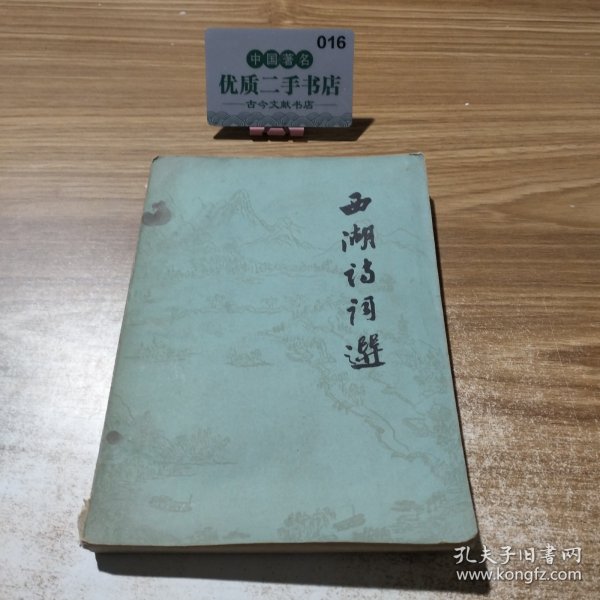 016
中国著名
优质二手书店
古今文献书店
西湖诗词選
孔夫子旧书网
www.kongfz.com